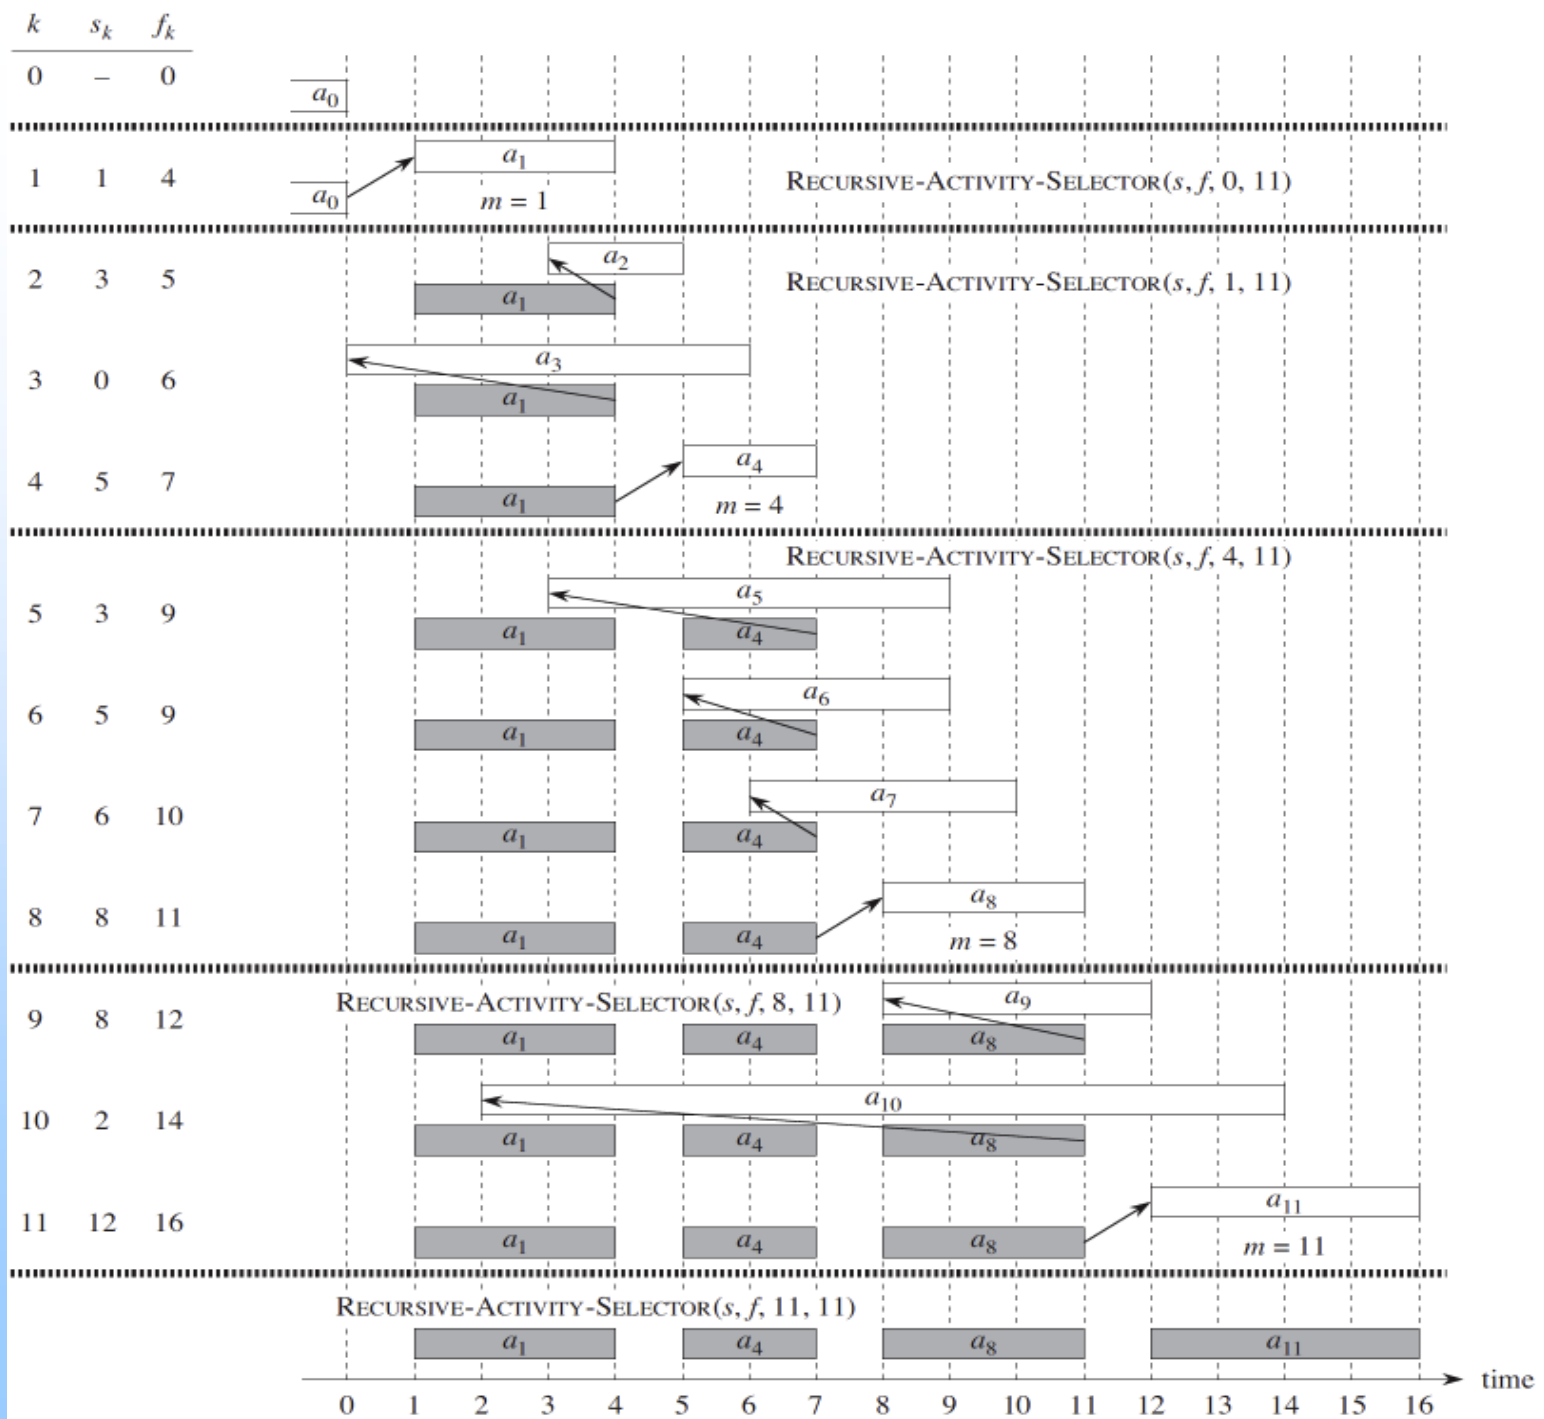 k s_k f_k
0 – 0
a_0
1 1 4
a_1
a_0
m = 1
RECURSIVE-ACTIVITY-SELECTOR(s, f, 0, 11)
2 3 5
a_2
a_1
RECURSIVE-ACTIVITY-SELECTOR(s, f, 1, 11)
3 0 6
a_3
a_1
4 5 7
a_4
a_1
m = 4
RECURSIVE-ACTIVITY-SELECTOR(s, f, 4, 11)
5 3 9
a_5
a_1 a_4
6 5 9
a_6
a_1 a_4
7 6 10
a_7
a_1 a_4
8 8 11
a_8
a_1 a_4
m = 8
RECURSIVE-ACTIVITY-SELECTOR(s, f, 8, 11)
9 8 12
a_9
a_1 a_4 a_8
10 2 14
a_10
a_1 a_4 a_8
11 12 16
a_11
a_1 a_4 a_8
m = 11
RECURSIVE-ACTIVITY-SELECTOR(s, f, 11, 11)
a_1 a_4 a_8 a_11
time
0 1 2 3 4 5 6 7 8 9 10 11 12 13 14 15 16